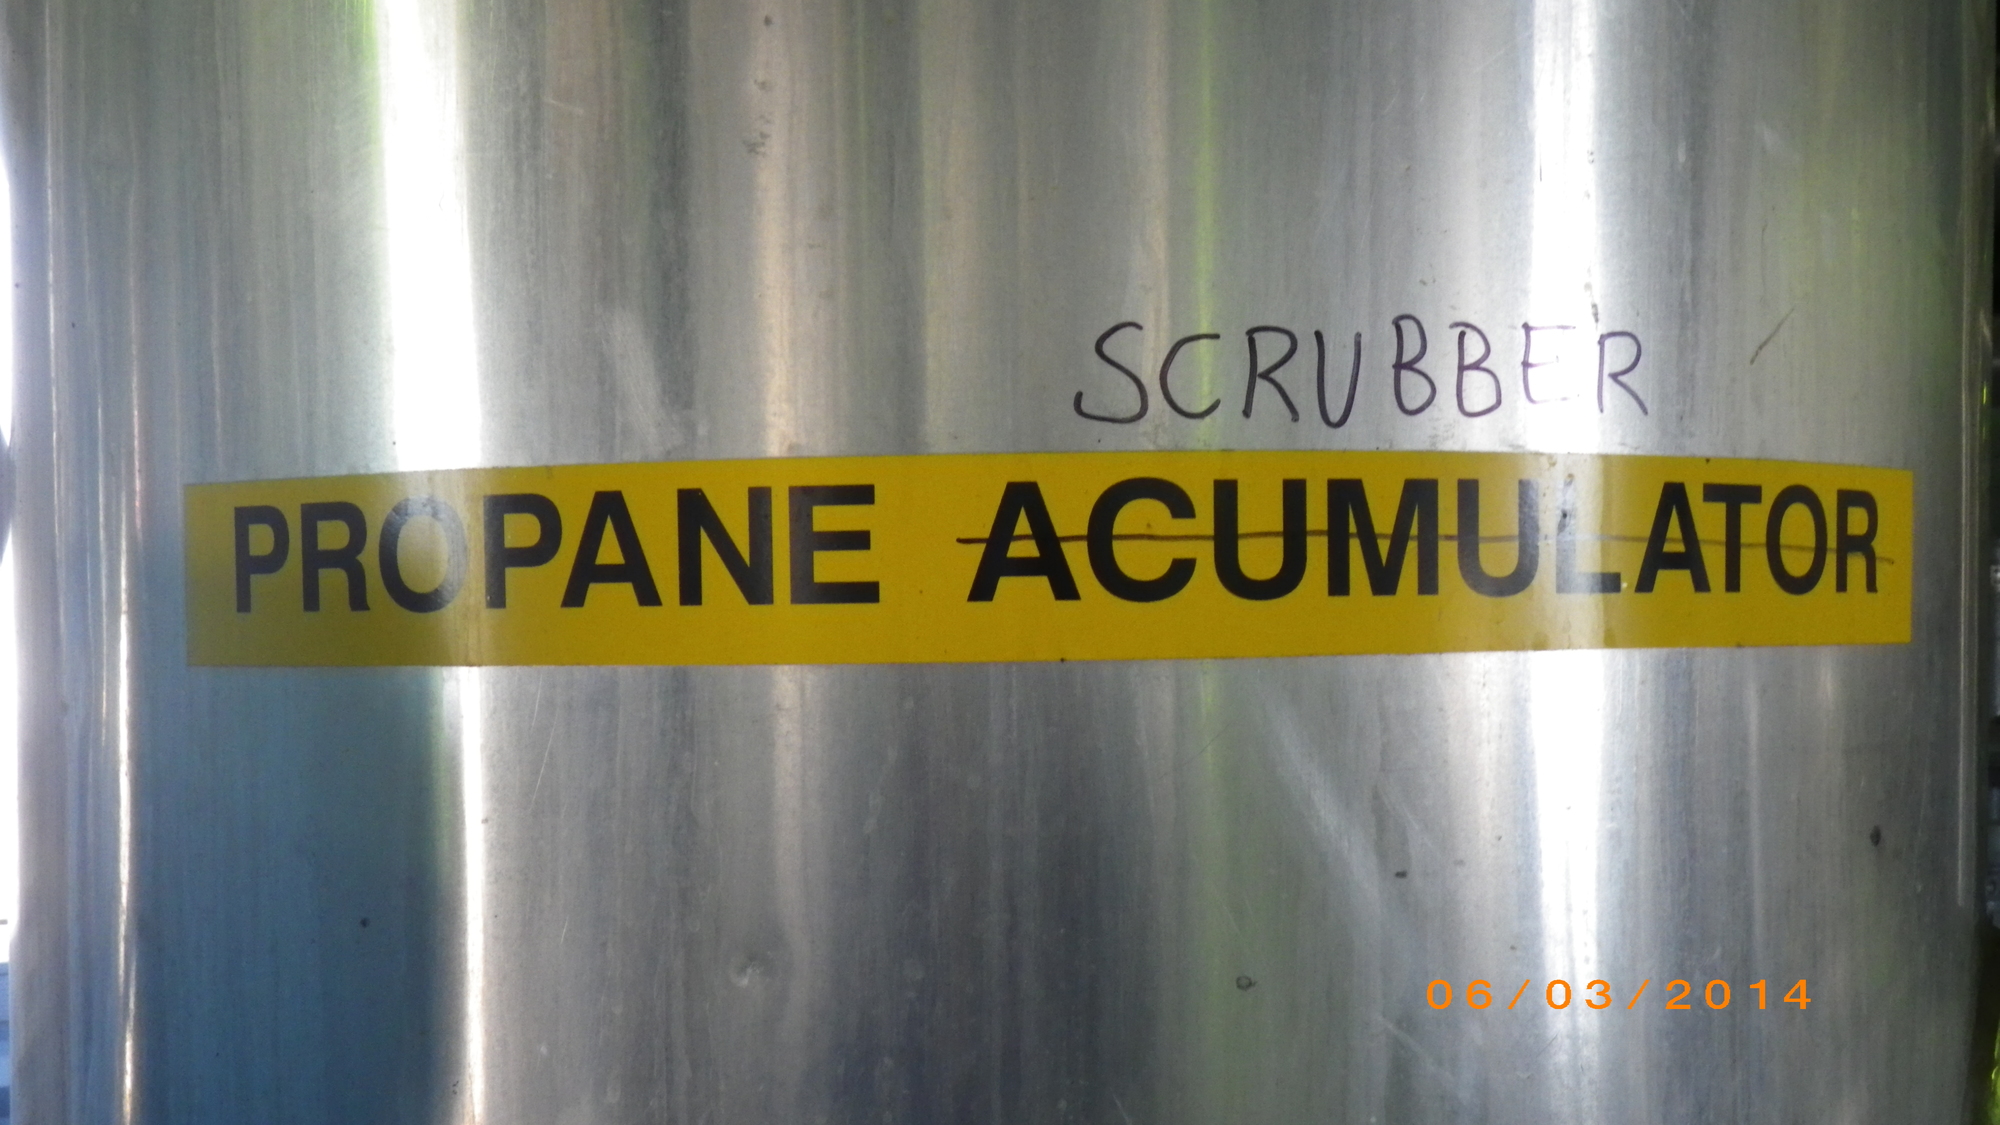 SCRUBBER
PROPANE ACUMULATOR
06/03/2014